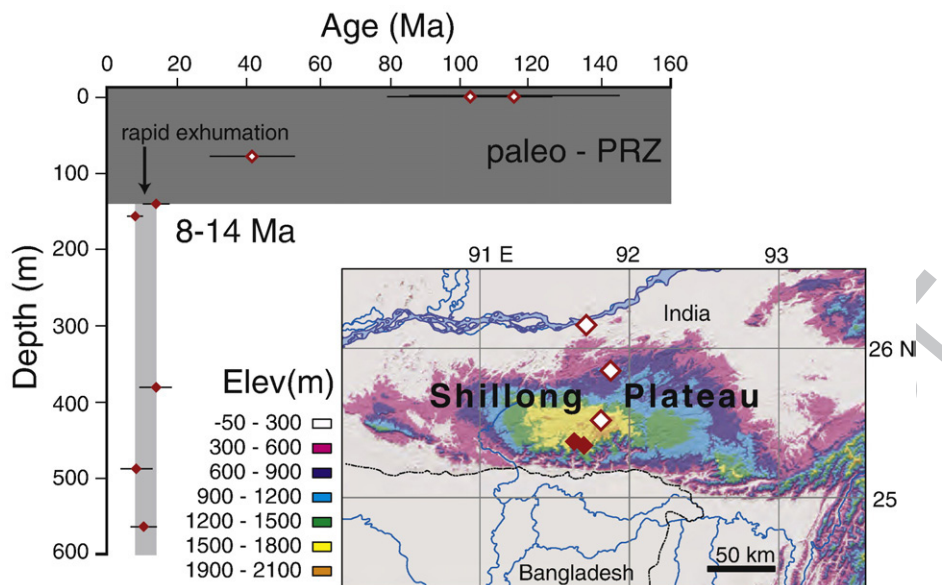 Age (Ma)
0 20 40 60 80 100 120 140 160
0
rapid exhumation
paleo - PRZ
100
8-14 Ma
200
Depth (m)
300
400
500
600
91 E 92 93
India
26 N
Elev(m)
Shillong Plateau
-50 - 300
300 - 600
600 - 900
900 - 1200
25
1200 - 1500
1500 - 1800
1900 - 2100
50 km
Bangladesh